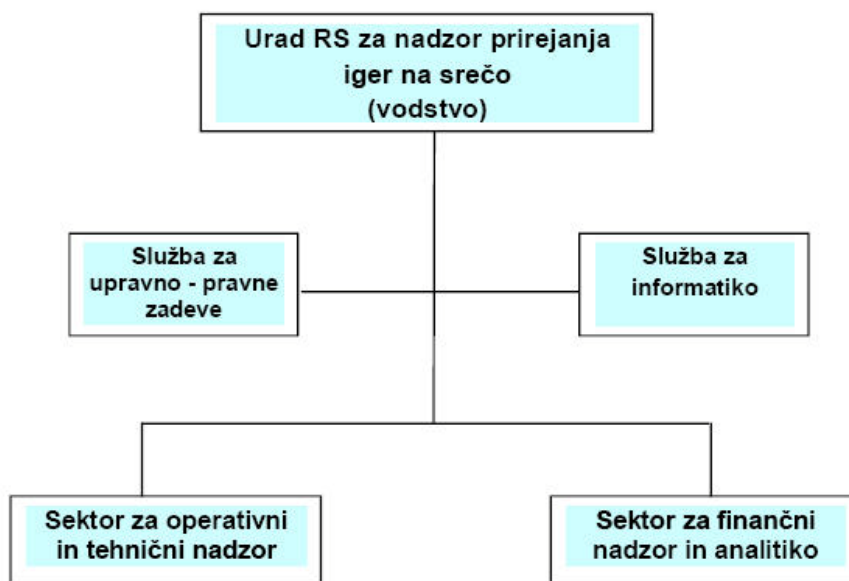 Urad RS za nadzor prirejanja
iger na srečo
(vodstvo)
Služba za
upravno - pravne
zadeve
Služba za
informatiko
Sektor za operativni
in tehnični nadzor
Sektor za finančni
nadzor in analitiko